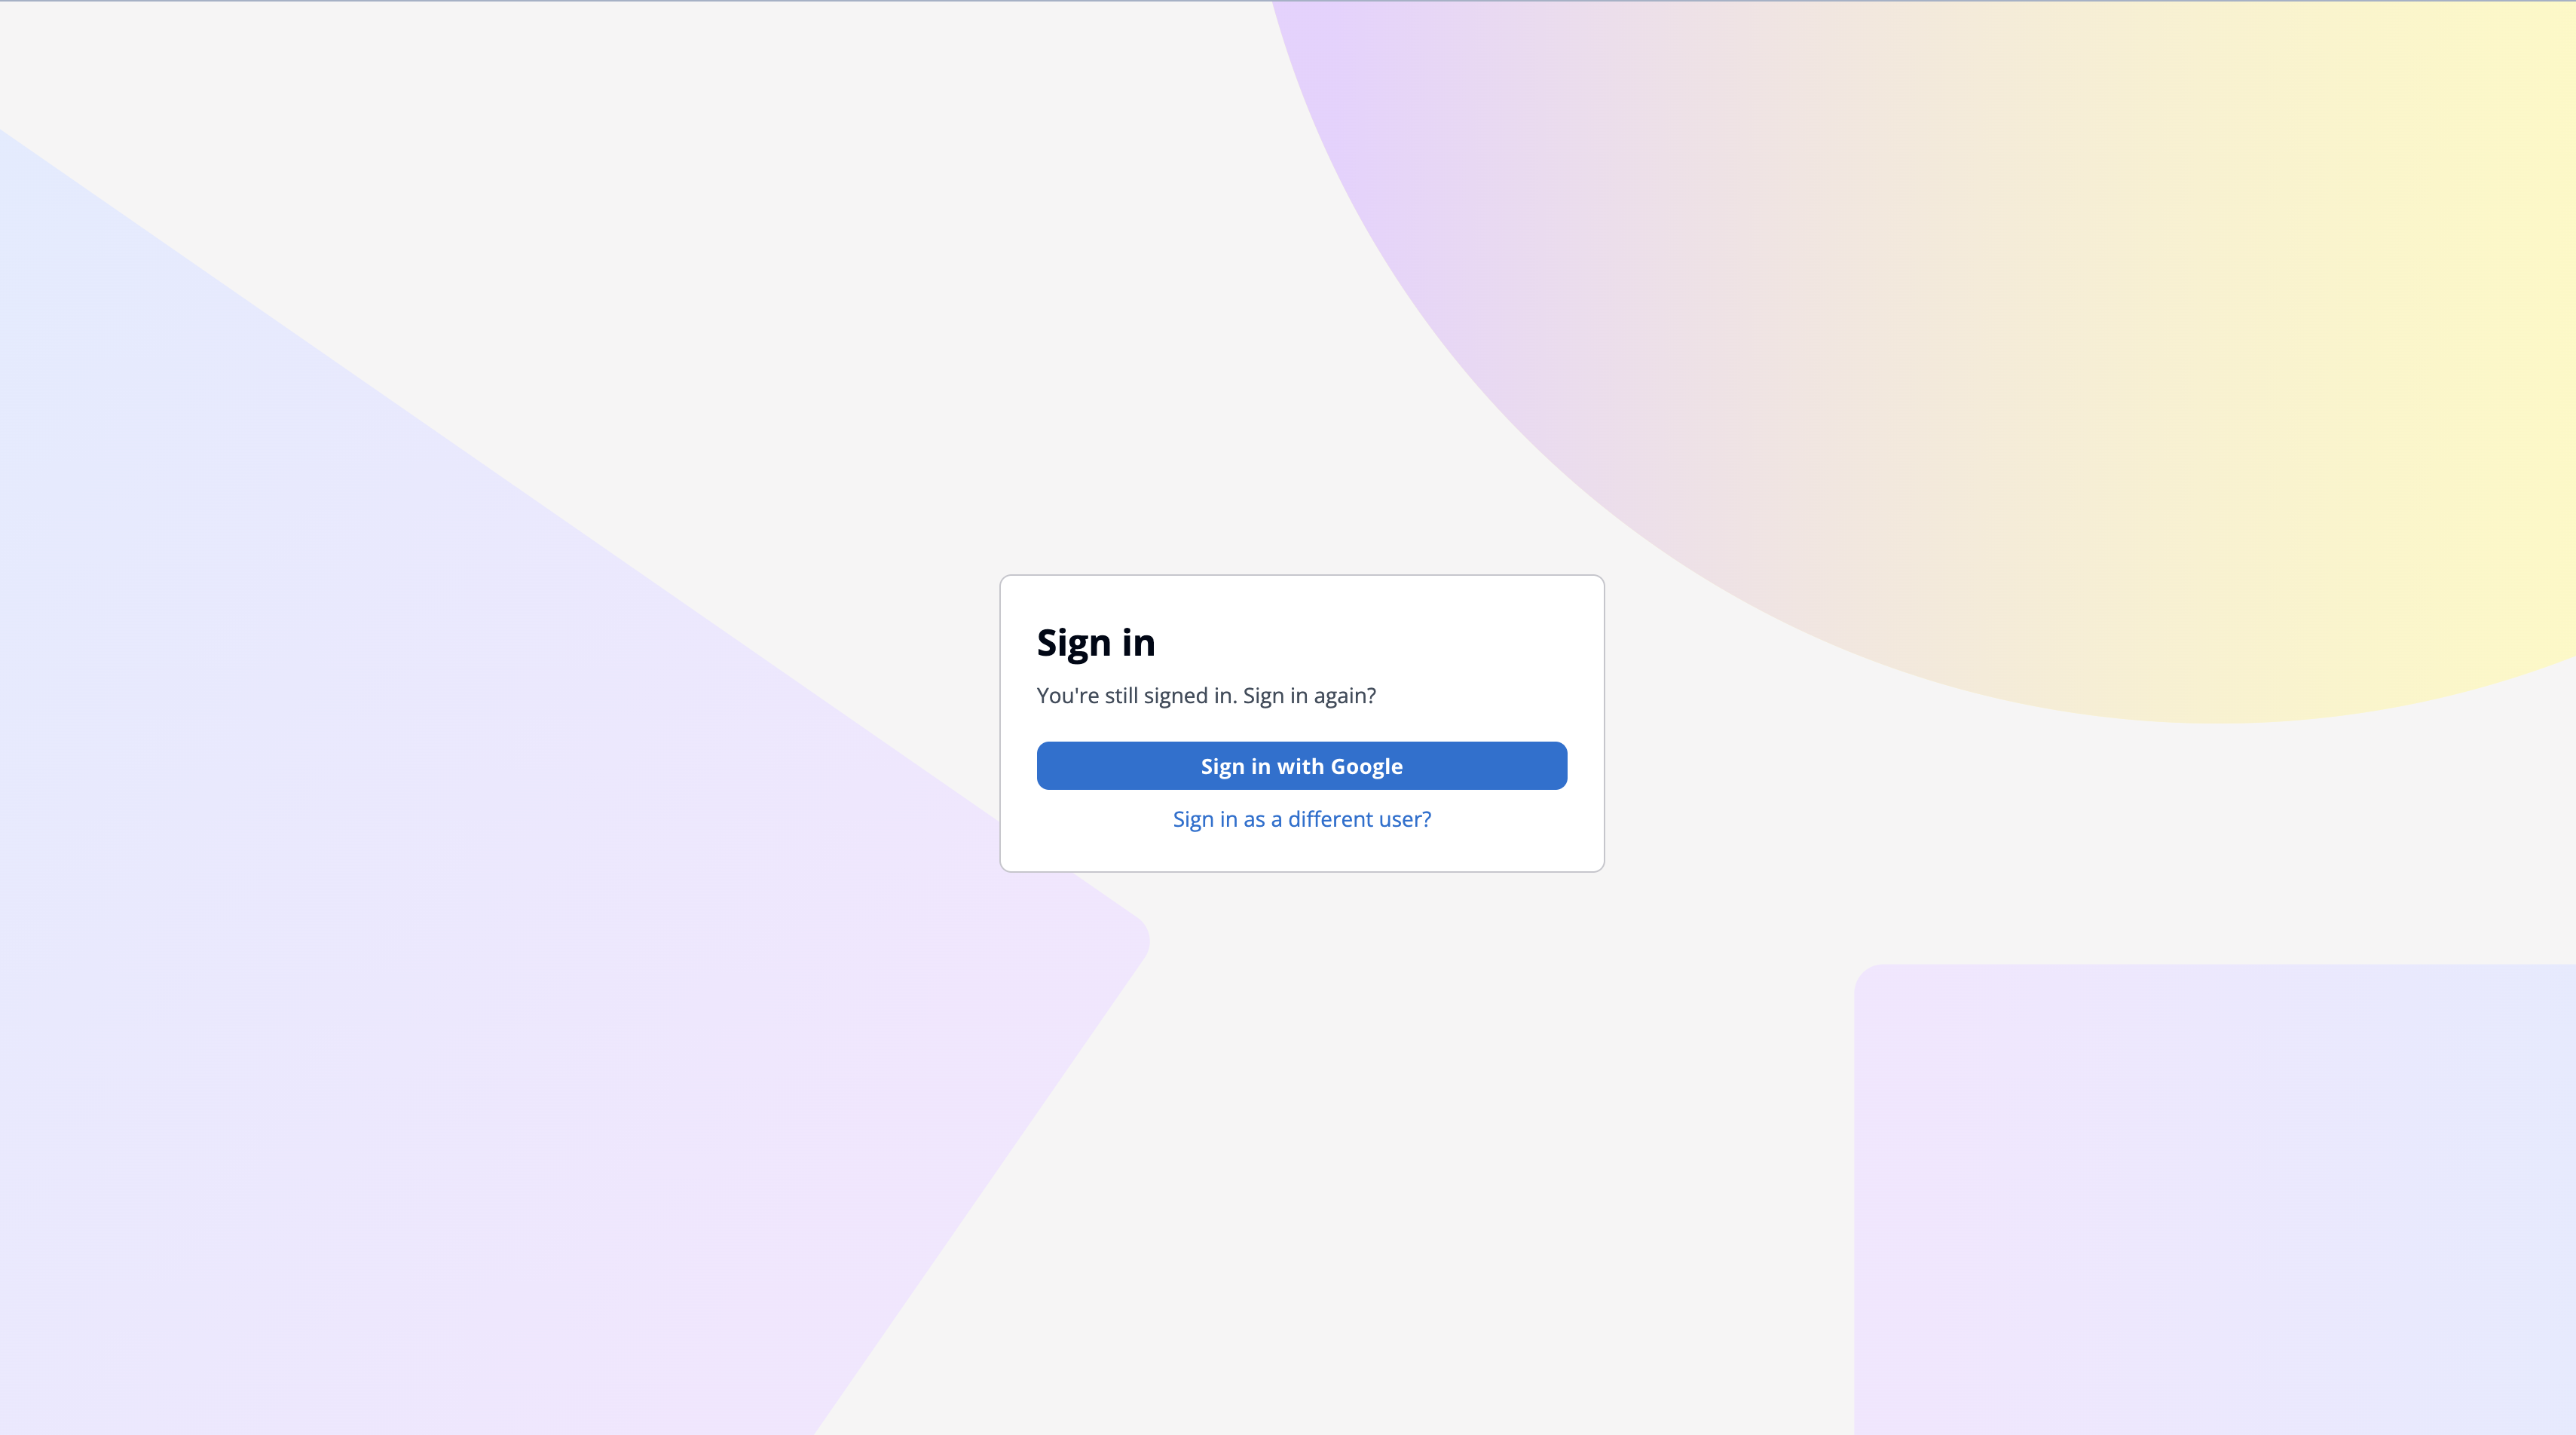 Sign in
You're still signed in. Sign in again?
Sign in with Google
Sign in as a different user?